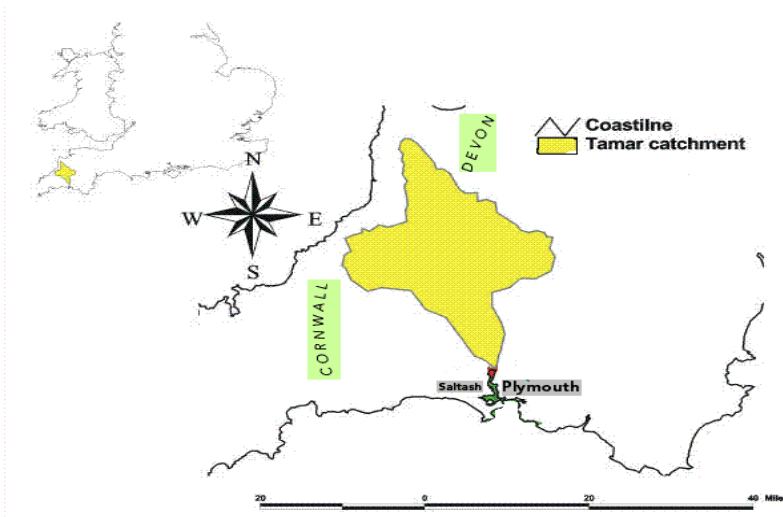 DEVON
Coastilne
Tamar catchment
N
W E
S
CORNWALL
Saltash Plymouth
20 0 20 40 Mile